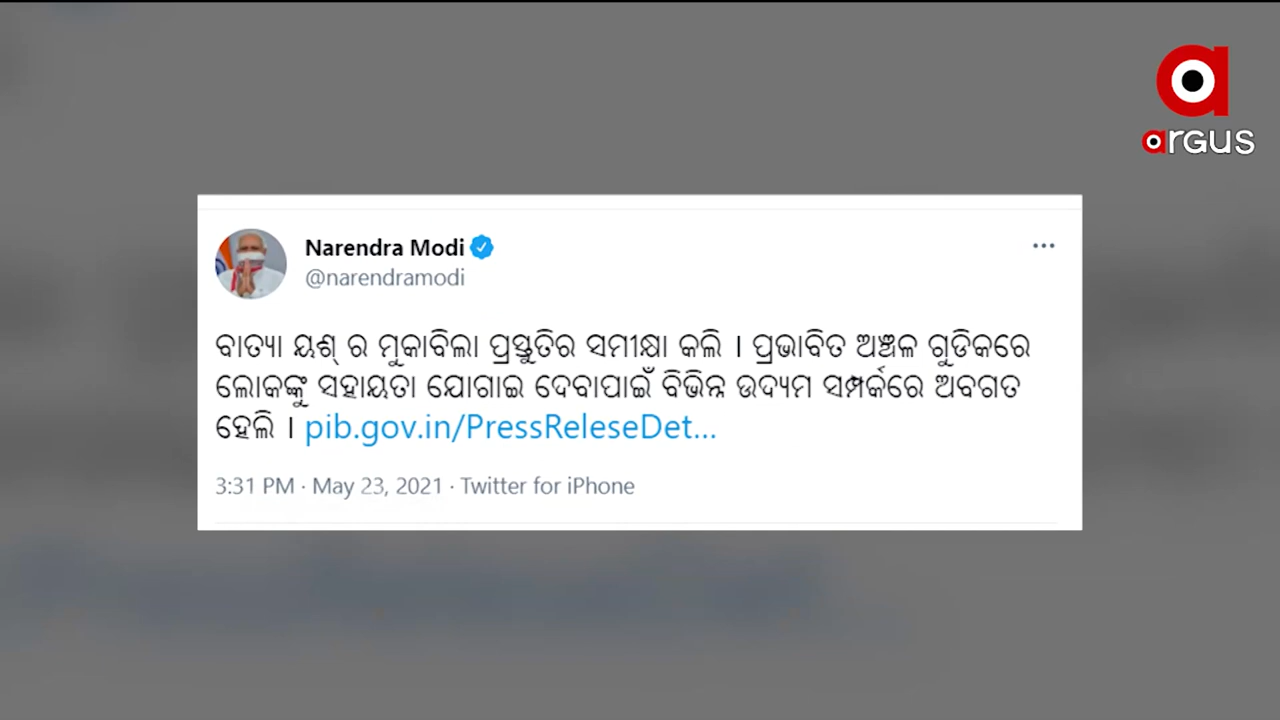 argus
Narendra Modi
@narendramodi
ବାତ୍ୟା ୟଶ୍ ର ମୁକାବିଲା ପ୍ରସ୍ତୁତିର ସମୀକ୍ଷା କଲି । ପ୍ରଭାବିତ ଅଞ୍ଚଳ ଗୁଡିକରେ
ଲୋକଙ୍କୁ ସହାୟତା ଯୋଗାଇ ଦେବାପାଇଁ ବିଭିନ୍ନ ଉଦ୍ୟମ ସମ୍ପର୍କରେ ଅବଗତ
ହେଲି । pib.gov.in/PressReleseDet...
3:31 PM · May 23, 2021 · Twitter for iPhone